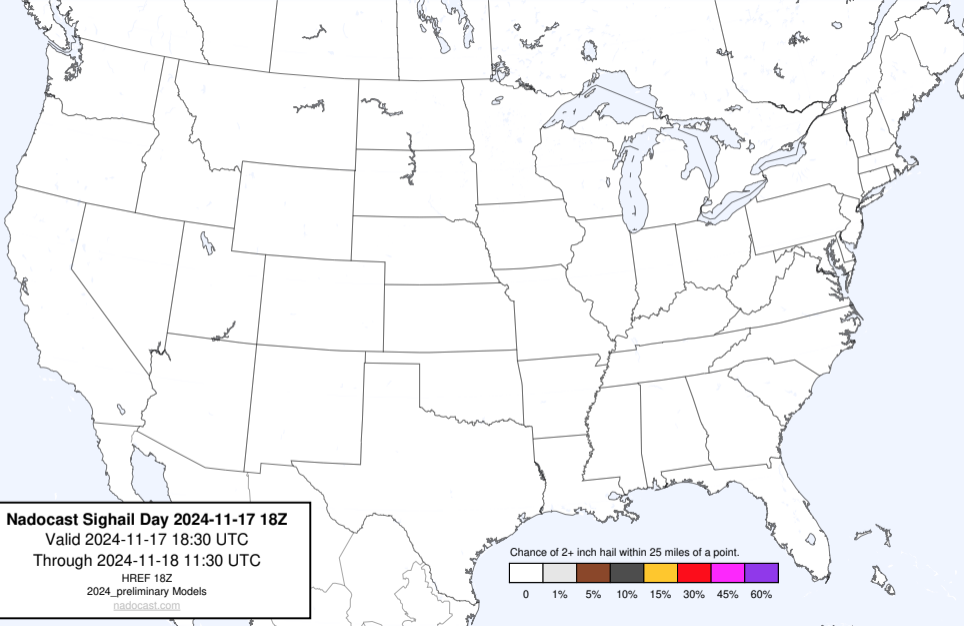 Nadocast Sighail Day 2024-11-17 18Z
Valid 2024-11-17 18:30 UTC
Through 2024-11-18 11:30 UTC
HREF 18Z
2024_preliminary Models
nadocast.com
Chance of 2+ inch hail within 25 miles of a point.
0 1% 5% 10% 15% 30% 45% 60%